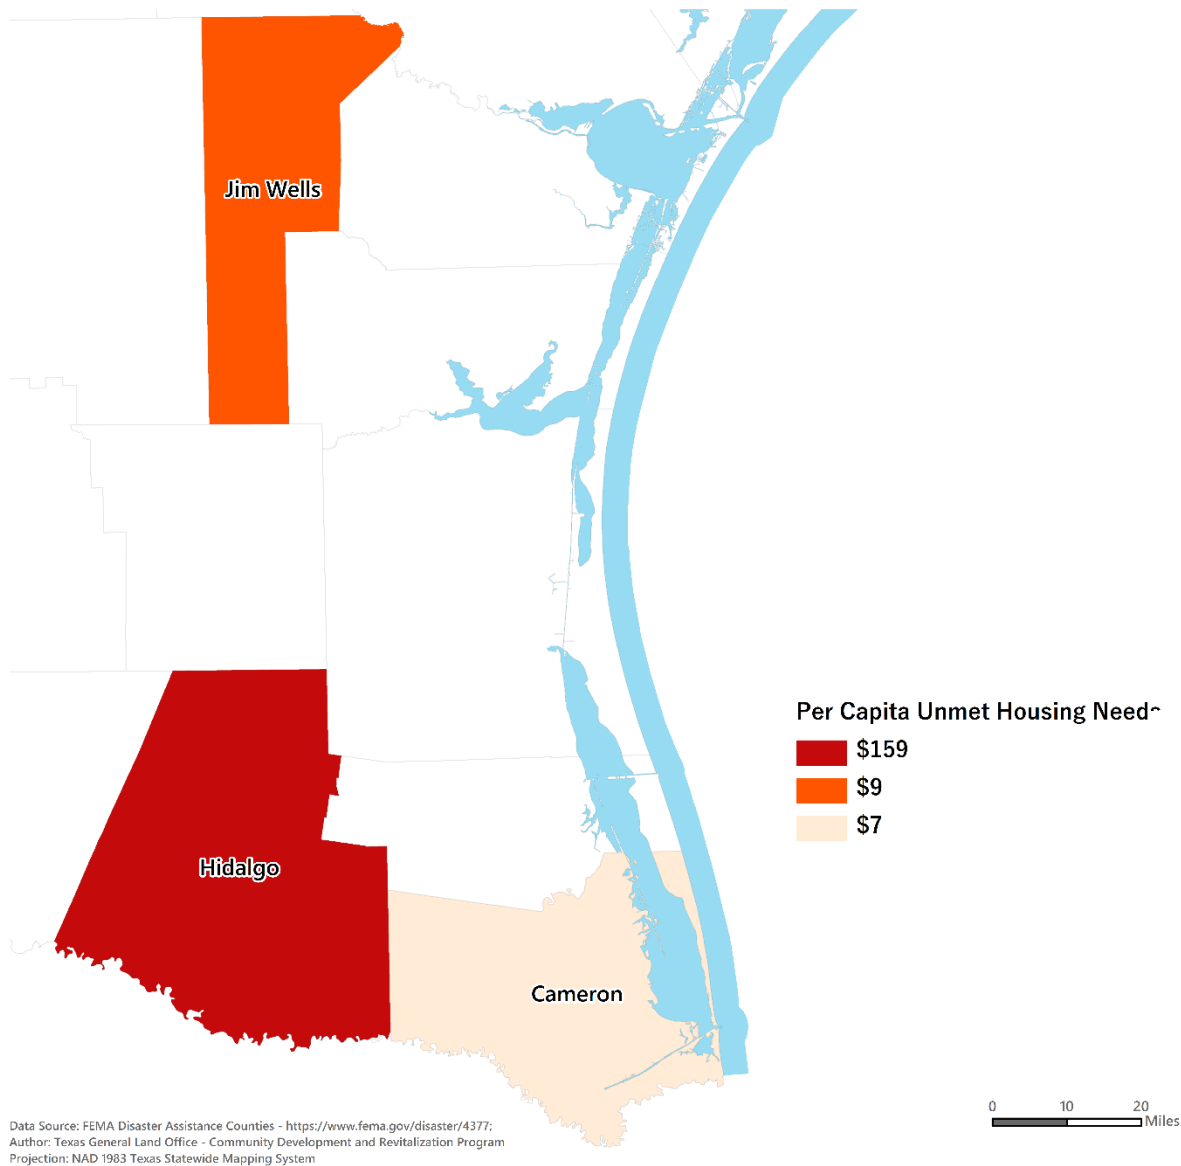 Jim Wells
Per Capita Unmet Housing Need
$159
$9
$7
Hidalgo
Cameron
0 10 20
Miles
Data Source: FEMA Disaster Assistance Counties - https://www.fema.gov/disaster/4377;
Author: Texas General Land Office - Community Development and Revitalization Program
Projection: NAD 1983 Texas Statewide Mapping System